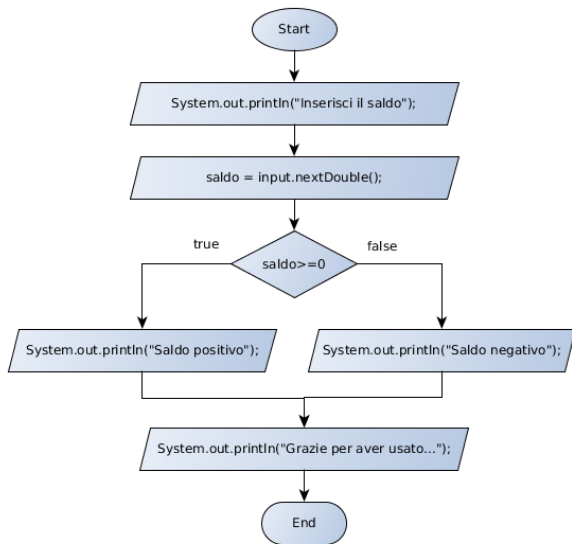 Start
System.out.println("Inserisci il saldo");
saldo = input.nextDouble();
true
false
saldo>=0
System.out.println("Saldo positivo");
System.out.println("Saldo negativo");
System.out.println("Grazie per aver usato...");
End